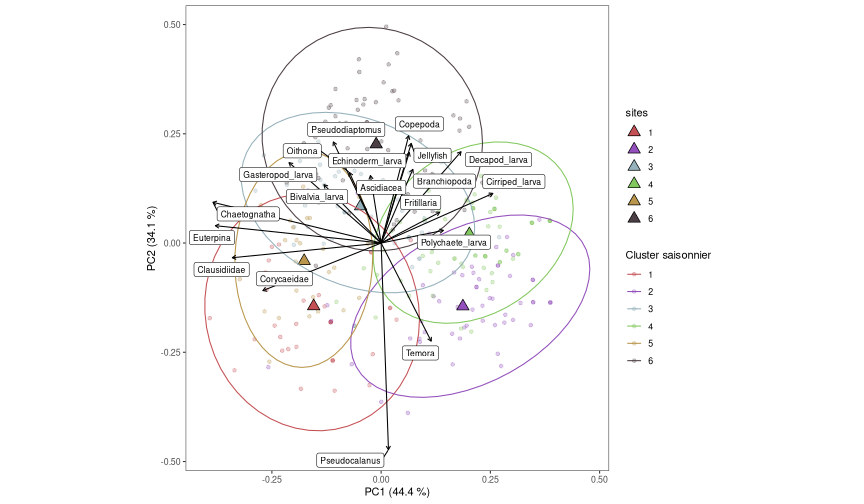 0.50
0.25
0.00
-0.25
-0.50
PC2 (34.1 %)
Copepoda
Pseudodiaptomus
Oithona
Jellyfish
Echinoderm_larva
Decapod_larva
Gasteropod_larva
Branchiopoda
Cirriped_larva
Ascidiacea
Bivalvia_larva
Fritillaria
Chaetognatha
Euterpina
Polychaete_larva
Clausidiidae
Corycaeidae
Temora
Pseudocalanus
-0.25
0.00
0.25
0.50
PC1 (44.4 %)
sites
1
2
3
4
5
6
Cluster saisonnier
1
2
3
4
5
6